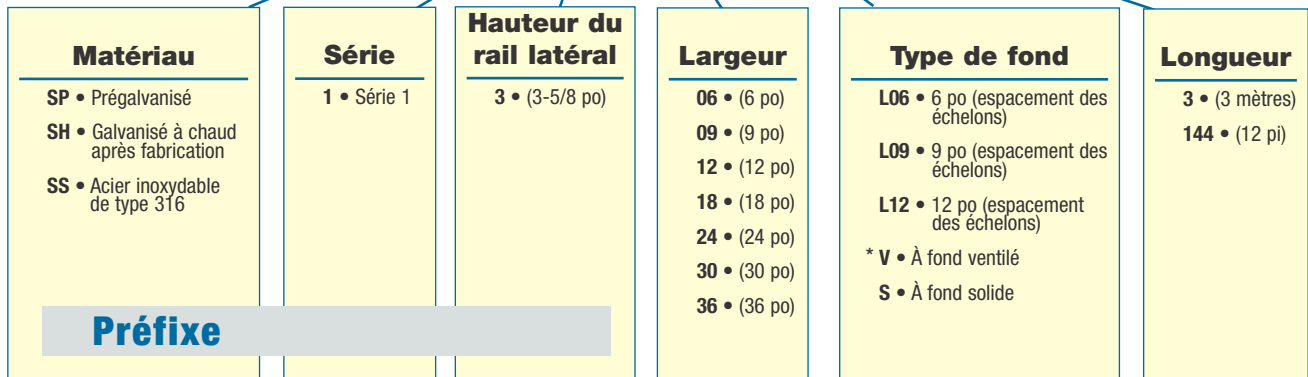 Matériau
SP • Prégalvanisé
SH • Galvanisé à chaud
après fabrication
SS • Acier inoxydable
de type 316
Série
1 • Série 1
Hauteur du
rail latéral
3 • (3-5/8 po)
Préfixe
Largeur
06 • (6 po)
09 • (9 po)
12 • (12 po)
18 • (18 po)
24 • (24 po)
30 • (30 po)
36 • (36 po)
Type de fond
L06 • 6 po (espacement des
échelons)
L09 • 9 po (espacement des
échelons)
L12 • 12 po (espacement
des échelons)
* V • À fond ventilé
S • À fond solide
Longueur
3 • (3 mètres)
144 • (12 pi)